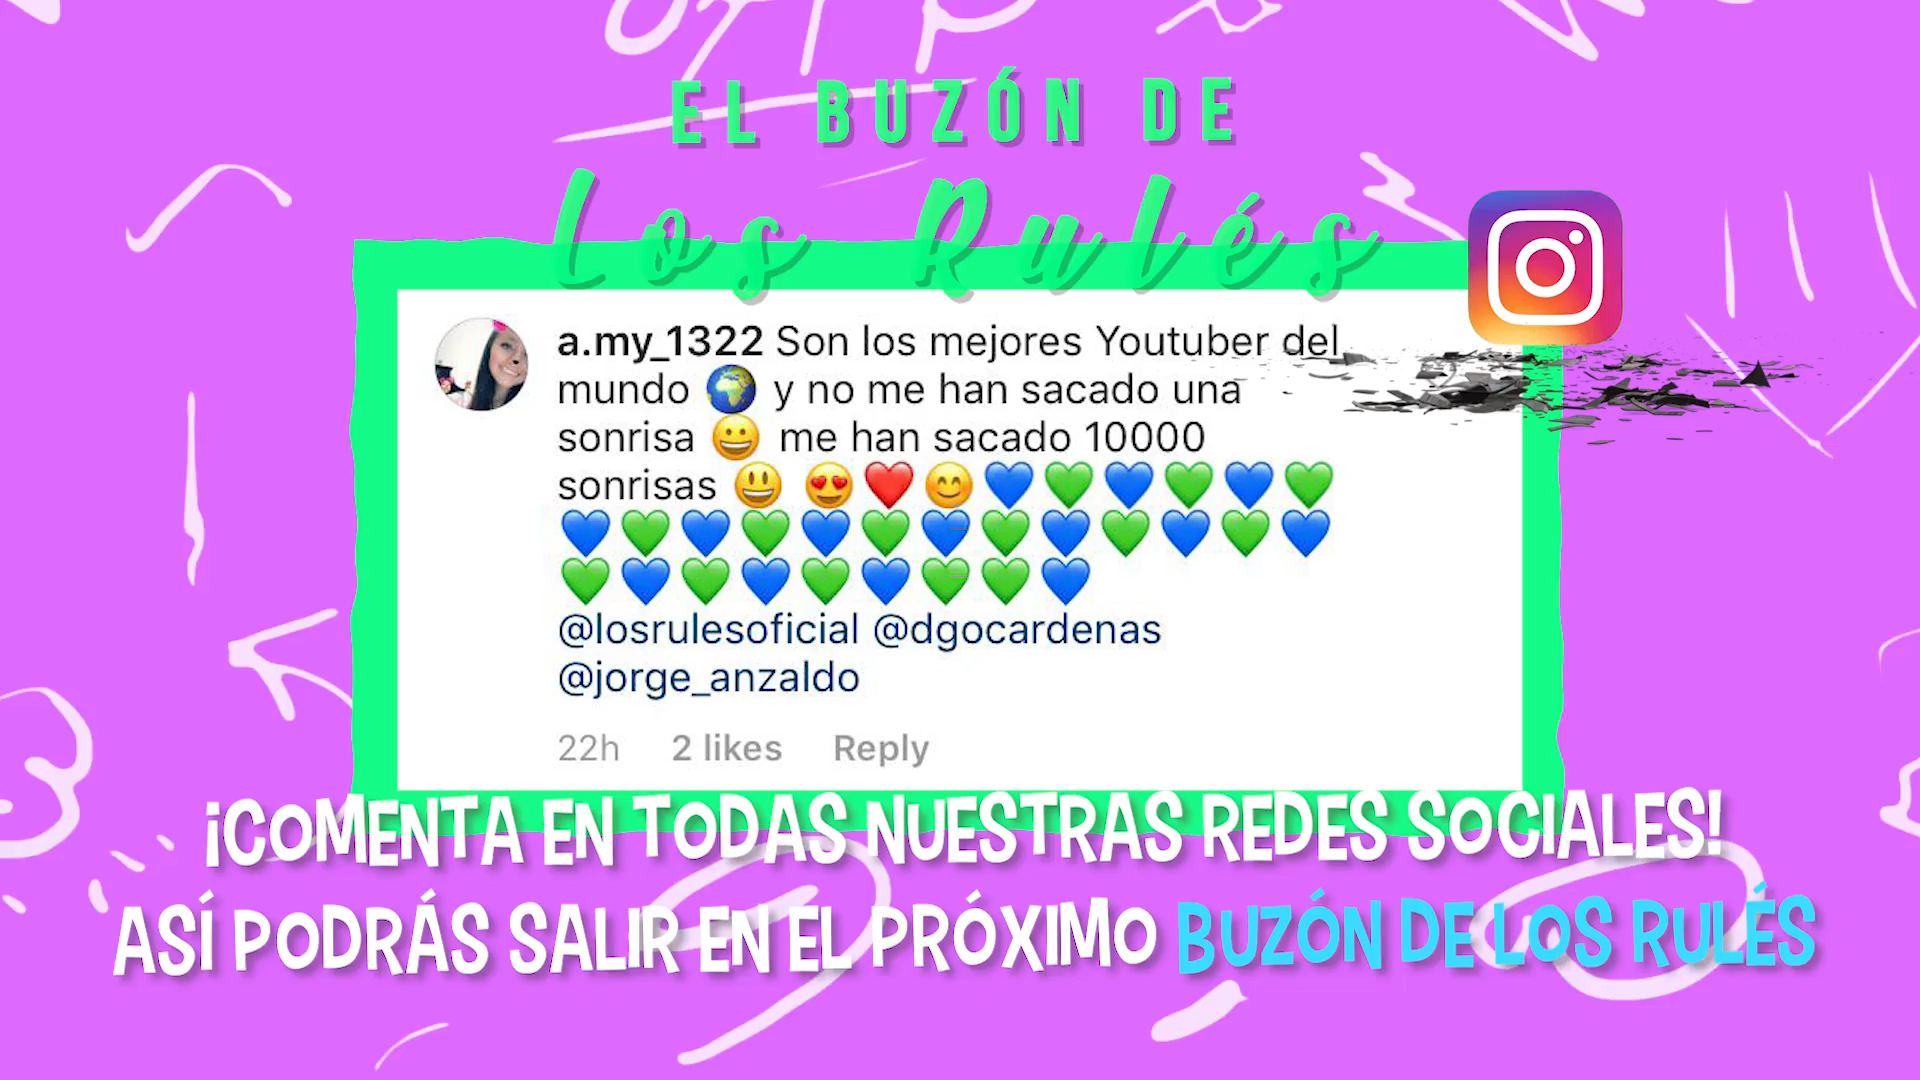 EL BUZÓN DE
Los Rulés
a.my_1322 Son los mejores Youtuber del
mundo 🌍 y no me han sacado una
sonrisa 😀 me han sacado 10000
sonrisas 😃 😍 ❤️ 😊 💙 💚 💙 💚 💙 💚
💙 💚 💙 💚 💙 💚 💙 💚 💙 💚 💙 💚 💙
💚 💙 💚 💙 💚 💙 💚 💚 💙
@losrulesoficial @dgocardenas
@jorge_anzaldo
22h 2 likes Reply
¡COMENTA EN TODAS NUESTRAS REDES SOCIALES!
ASÍ PODRÁS SALIR EN EL PRÓXIMO BUZÓN DE LOS RULÉS